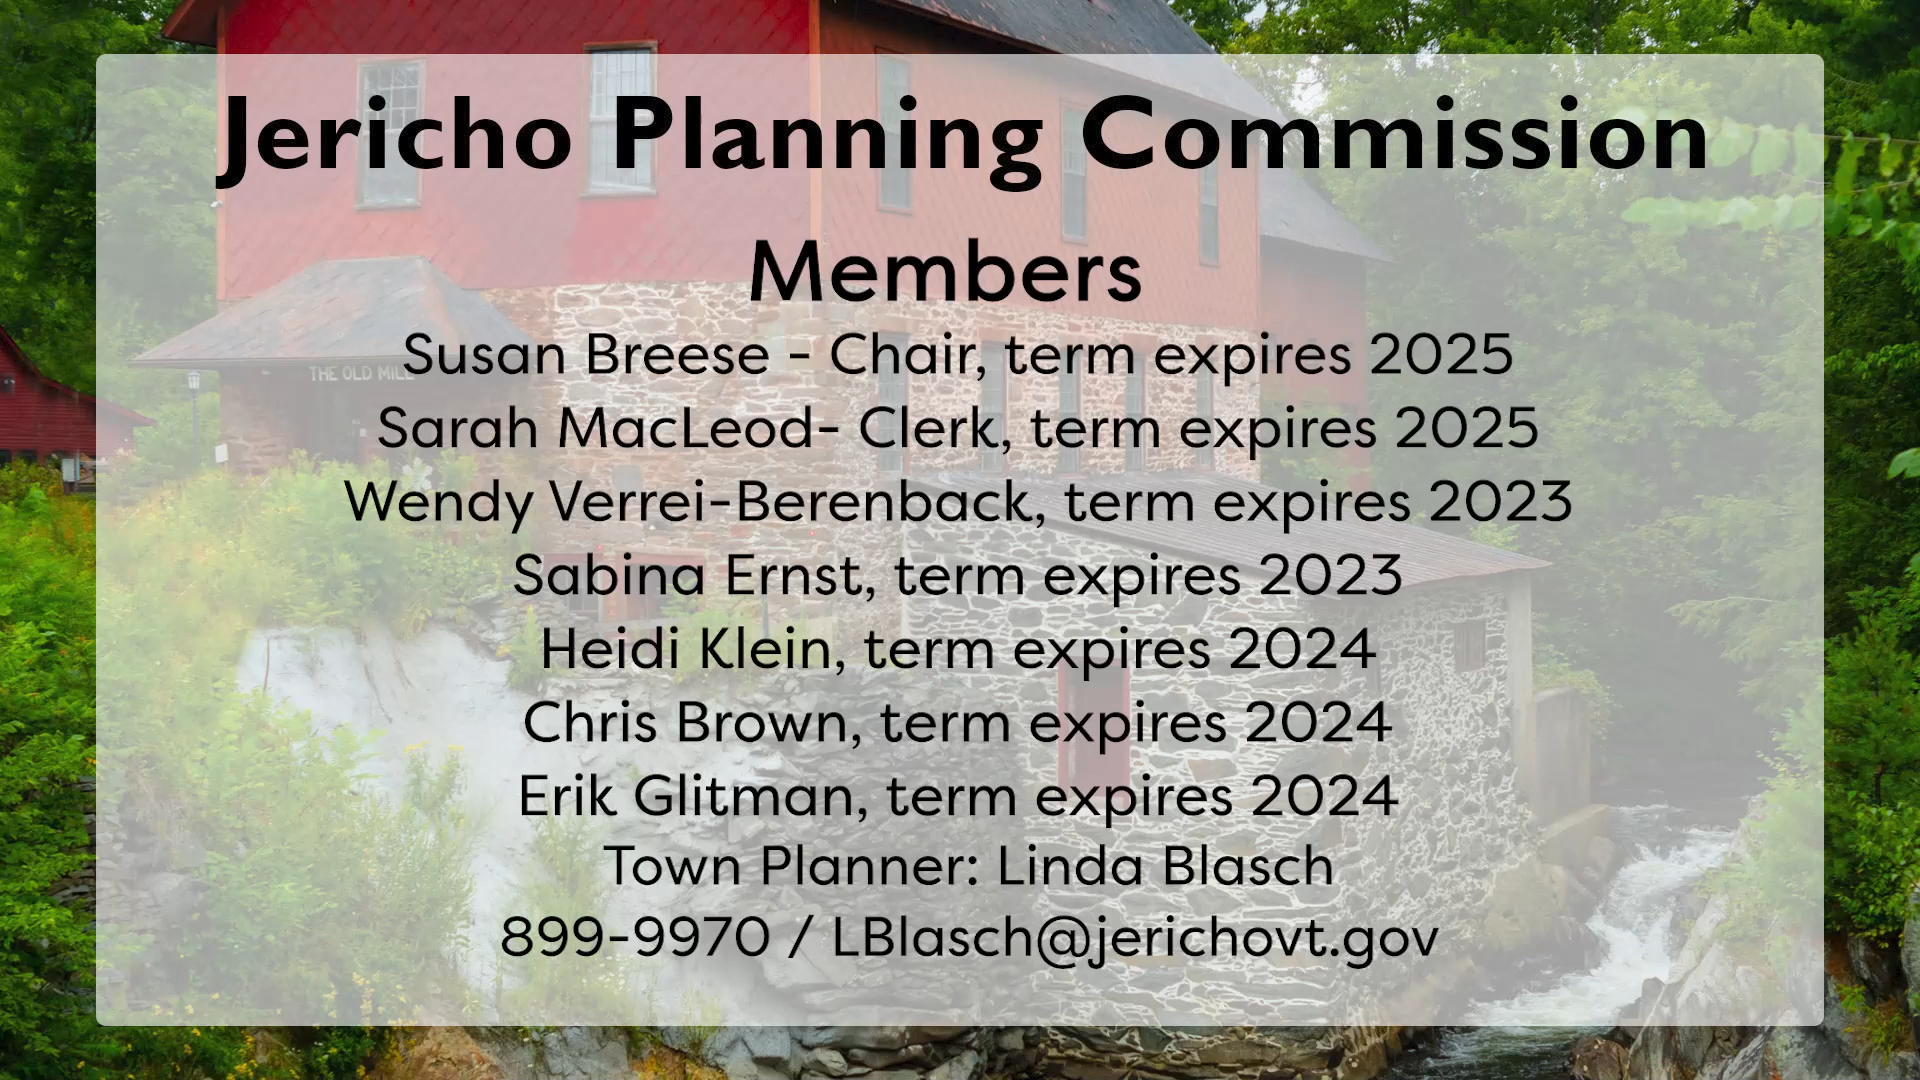 Jericho Planning Commission
Members
Susan Breese - Chair, term expires 2025
THE OLD MILL
Sarah MacLeod- Clerk, term expires 2025
Wendy Verrei-Berenback, term expires 2023
Sabina Ernst, term expires 2023
Heidi Klein, term expires 2024
Chris Brown, term expires 2024
Erik Glitman, term expires 2024
Town Planner: Linda Blasch
899-9970 / LBlasch@jerichovt.gov